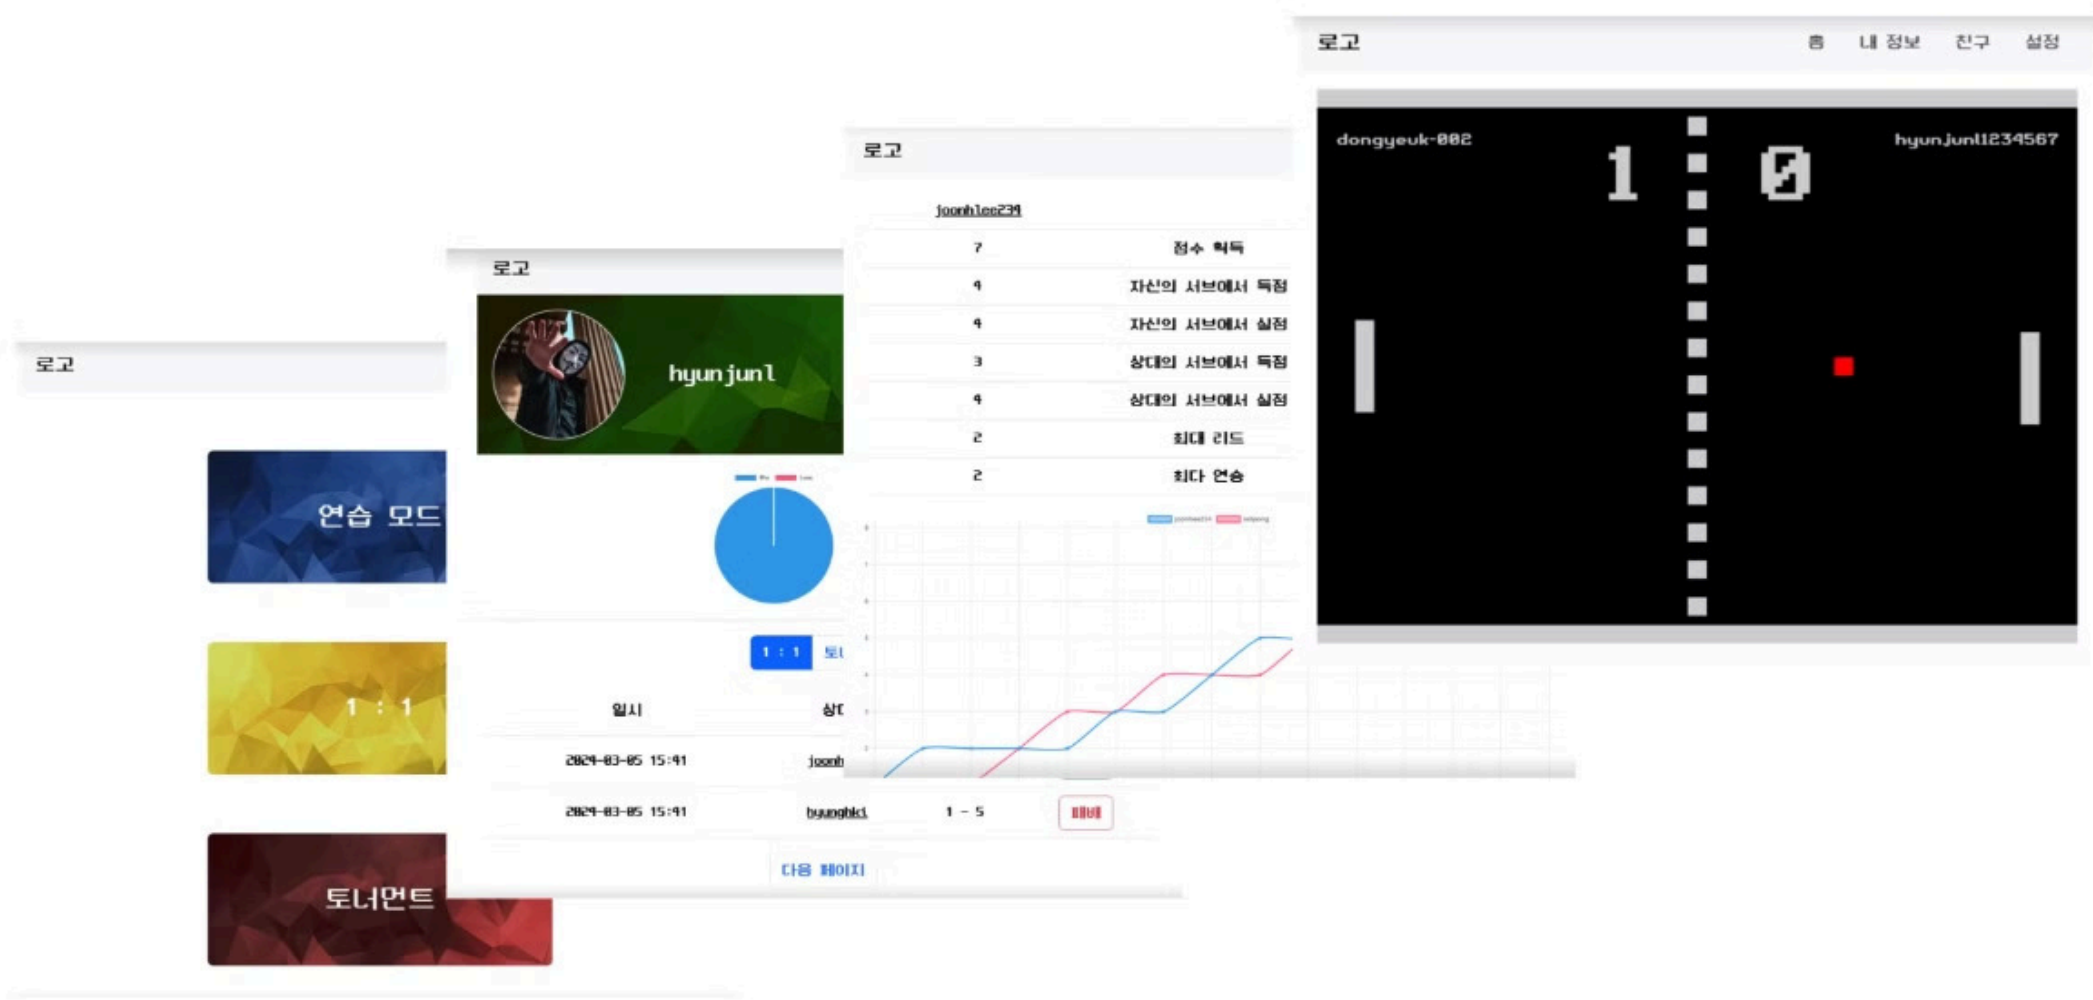 로고
연습 모드
1 : 1
토너먼트
로고
hyunjunl
Win Loss
1 : 1
일시
2024-03-05 15:41
2024-03-05 15:41 hyunghki 1 - 5 패배
다음 페이지
로고
joonhlee234
7 점수 획득
4 자신의 서브에서 득점
4 자신의 서브에서 실점
3 상대의 서브에서 득점
4 상대의 서브에서 실점
2 최대 리드
2 최다 연승
joonhlee234
로고 홈 내 정보 친구 설정
dongyeuk-002 1 0 hyunjunl1234567